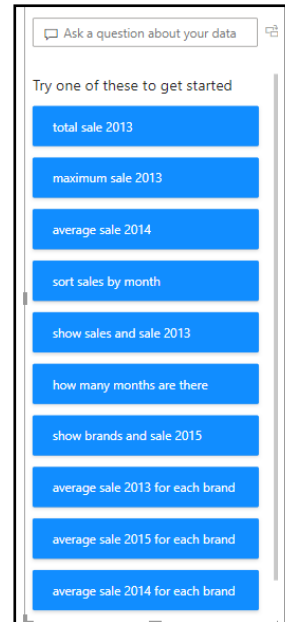 Ask a question about your data
Try one of these to get started
total sale 2013
maximum sale 2013
average sale 2014
sort sales by month
show sales and sale 2013
how many months are there
show brands and sale 2015
average sale 2013 for each brand
average sale 2015 for each brand
average sale 2014 for each brand